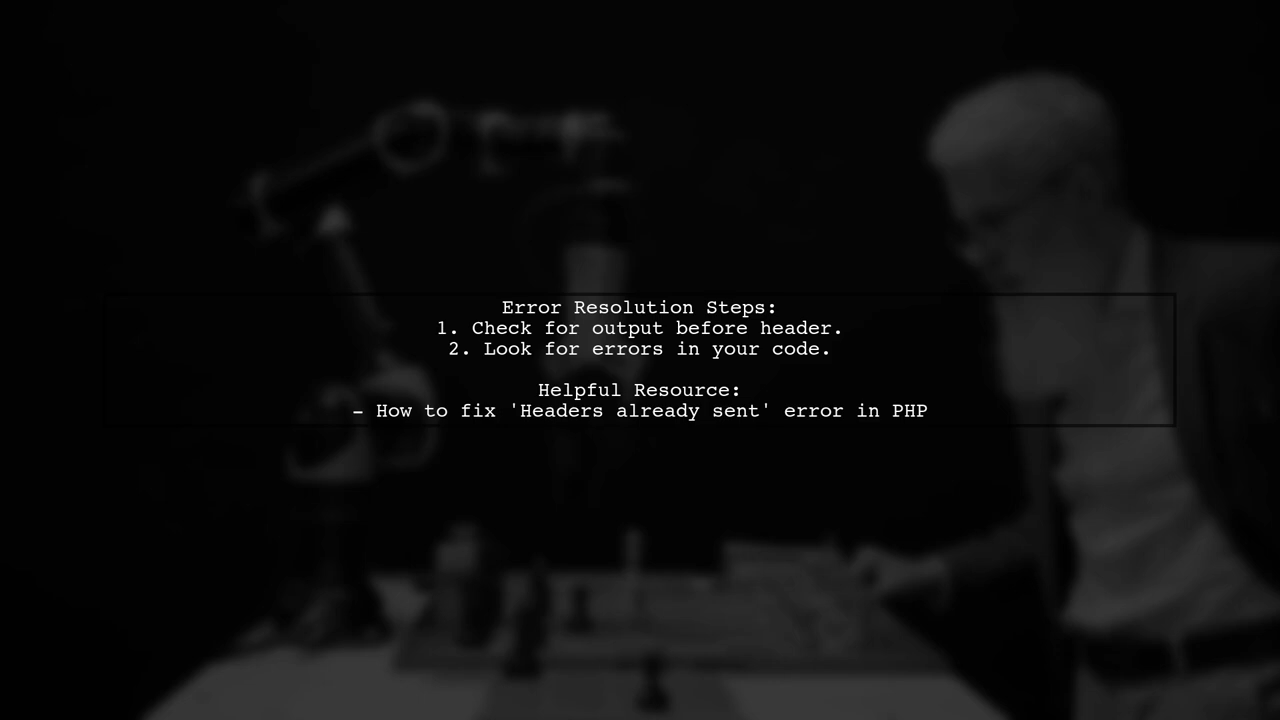 Error Resolution Steps:
1. Check for output before header.
2. Look for errors in your code.
Helpful Resource:
- How to fix 'Headers already sent' error in PHP